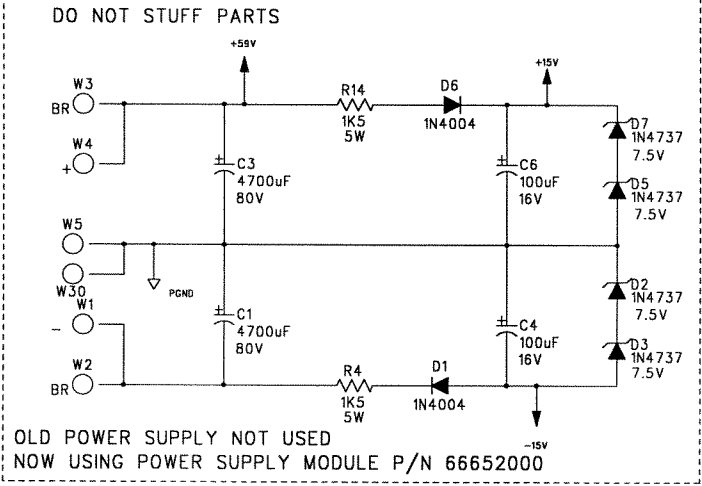 DO NOT STUFF PARTS
+59V
+15V
W3
BR
R14
1K5
5W
D6
1N4004
D7
1N4737
7.5V
W4
+
+
C3
4700uF
80V
+
C6
100uF
16V
D5
1N4737
7.5V
W5
W30
PGND
W1
-
+
C1
4700uF
80V
+
C4
100uF
16V
D2
1N4737
7.5V
D3
1N4737
7.5V
W2
BR
R4
1K5
5W
D1
1N4004
-15V
OLD POWER SUPPLY NOT USED
NOW USING POWER SUPPLY MODULE P/N 66652000